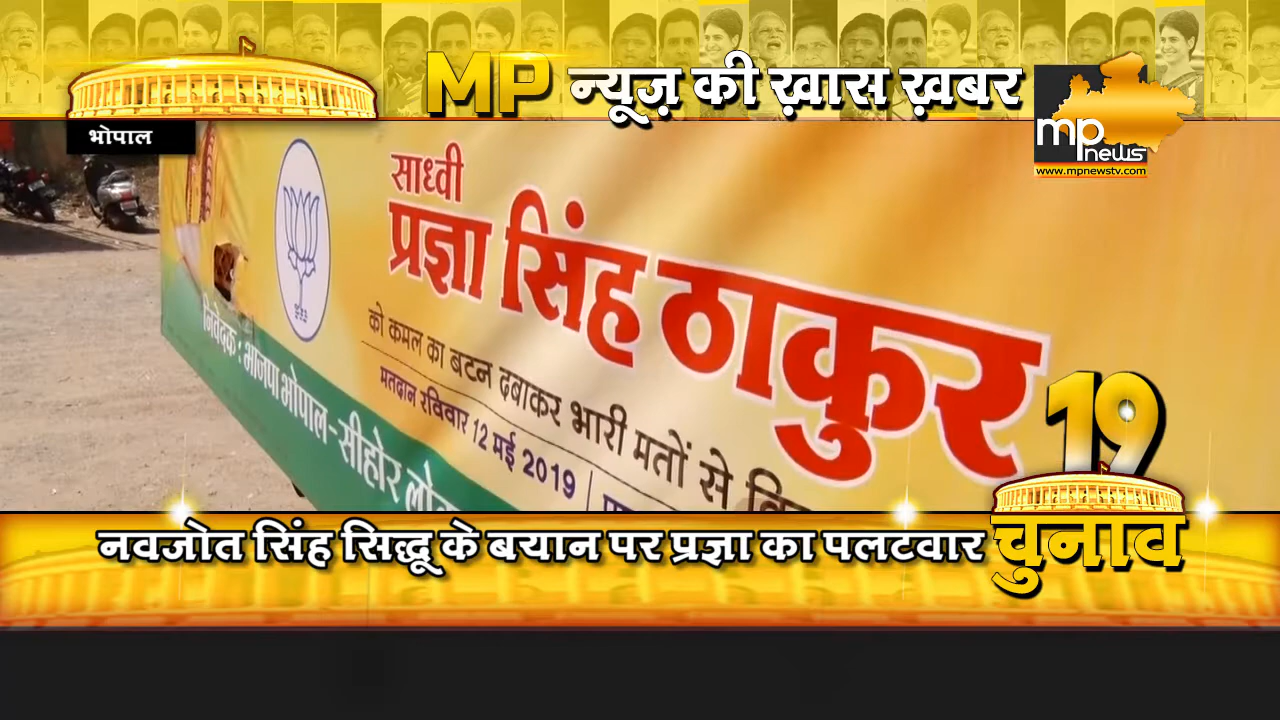 MP न्यूज़ की ख़ास ख़बर
mp
news
www.mpnewstv.com
भोपाल
साध्वी
प्रज्ञा सिंह ठाकुर
को कमल का बटन दबाकर भारी मतों से
मतदान रविवार 12 मई 2019 |
निवेदक : भाजपा भोपाल-सीहोर
19
चुनाव
नवजोत सिंह सिद्धू के बयान पर प्रज्ञा का पलटवार